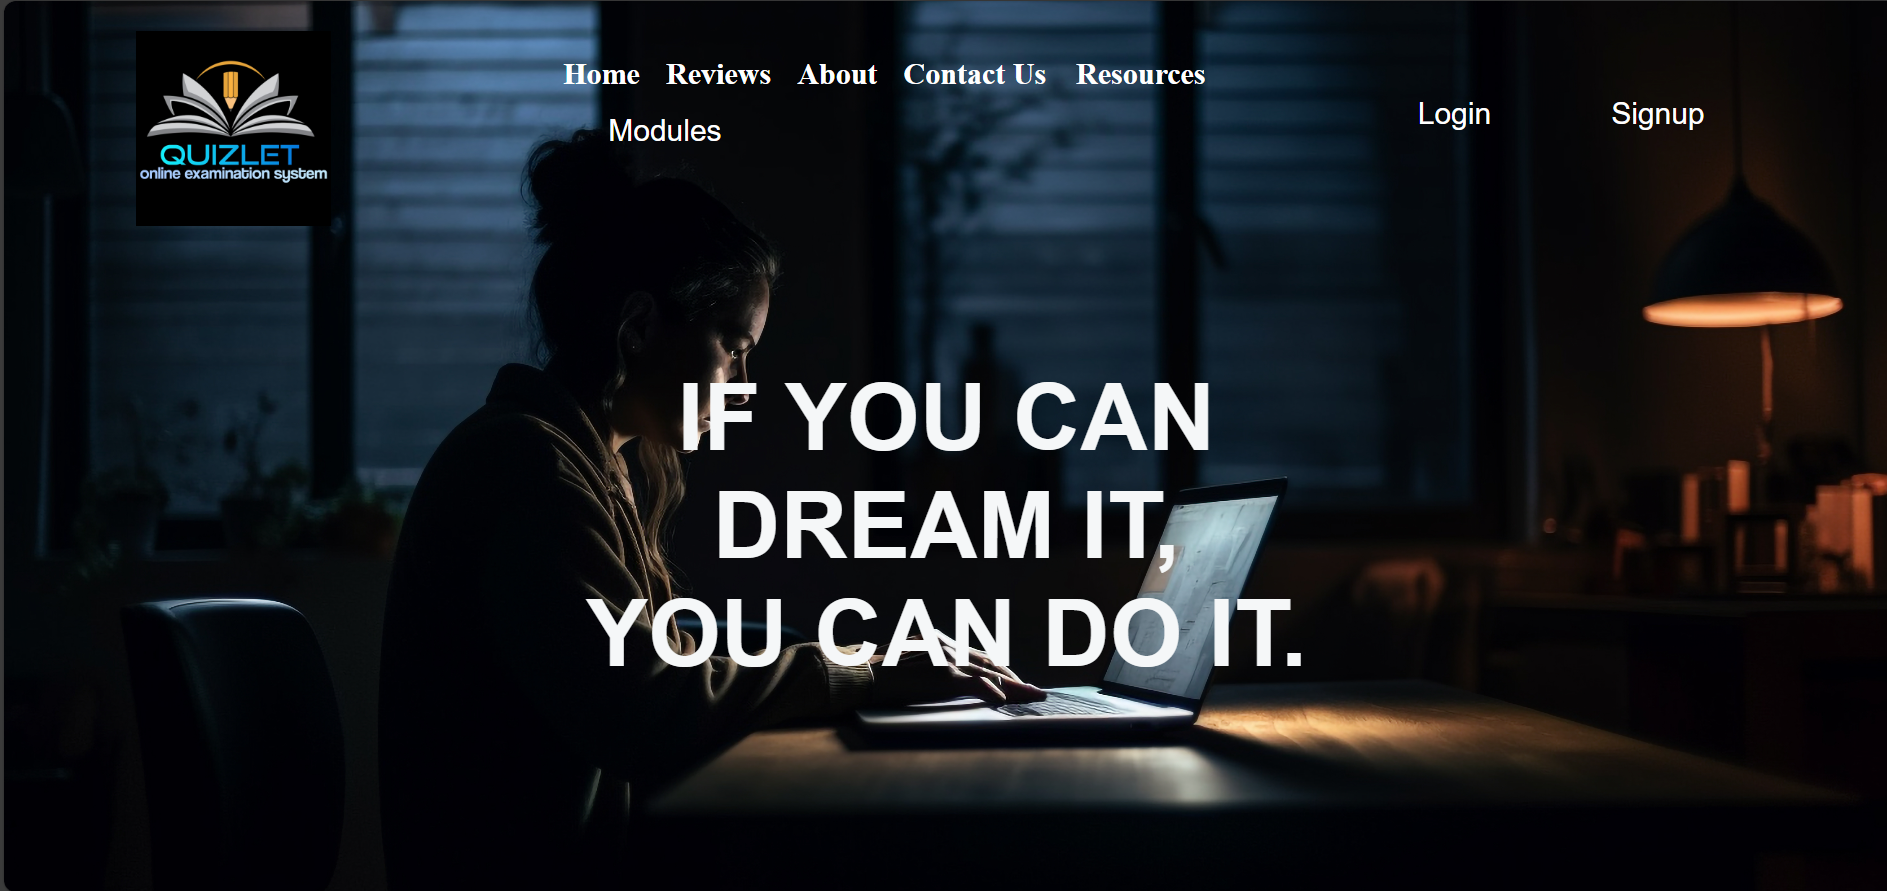 QUIZLET
online examination system
Home Reviews About Contact Us Resources
Modules
Login Signup
IF YOU CAN
DREAM IT,
YOU CAN DO IT.